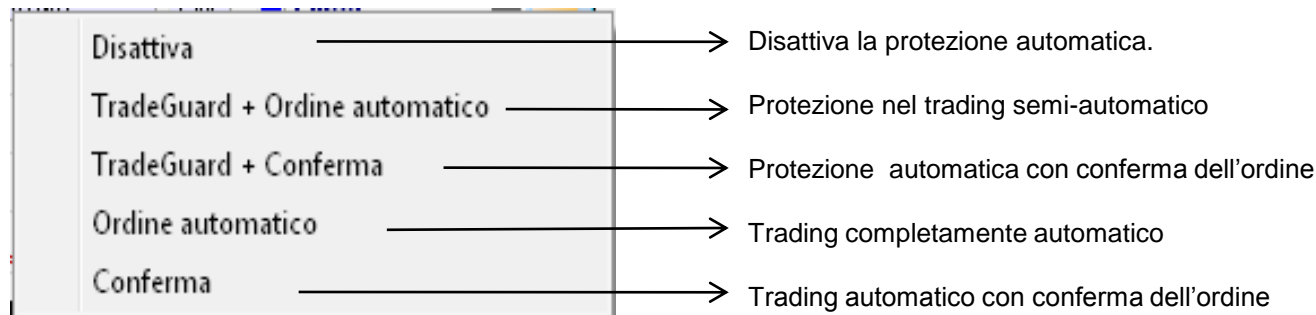 Disattiva Disattiva la protezione automatica.
TradeGuard + Ordine automatico Protezione nel trading semi-automatico
TradeGuard + Conferma Protezione automatica con conferma dell'ordine
Ordine automatico Trading completamente automatico
Conferma Trading automatico con conferma dell'ordine